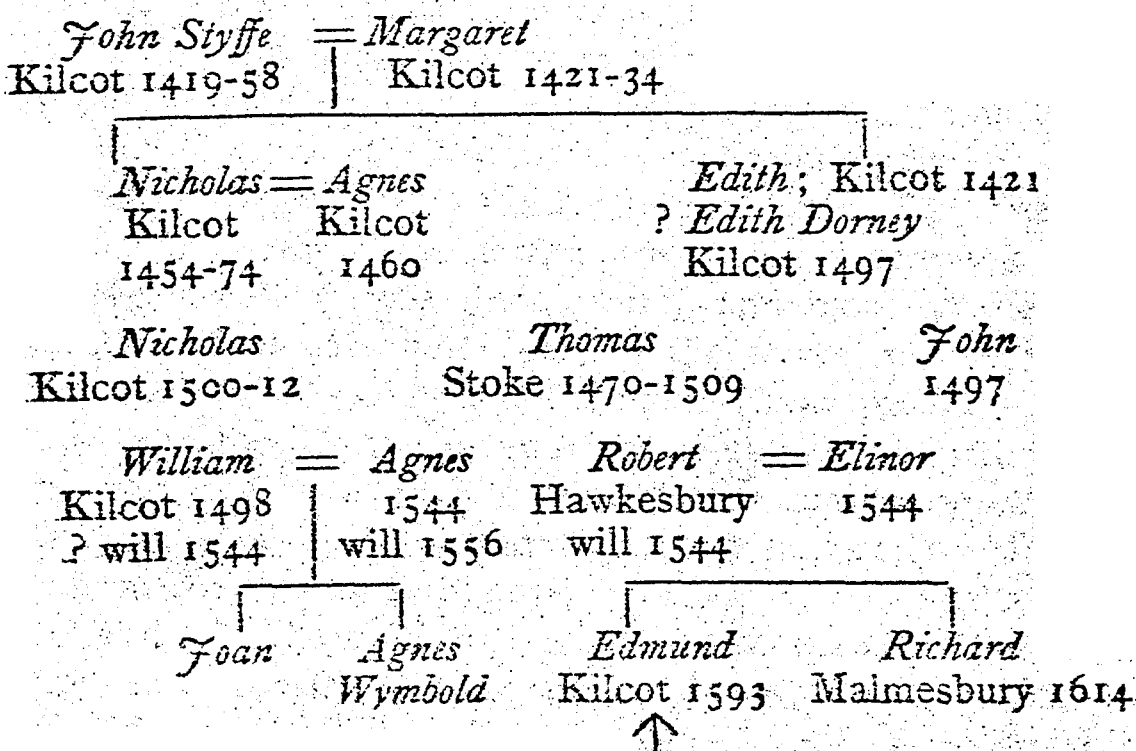 John Styffe = Margaret
Kilcot 1419-58 Kilcot 1421-34
Nicholas = Agnes Edith; Kilcot 1421
Kilcot Kilcot ? Edith Dorney
1454-74 1460 Kilcot 1497
Nicholas Thomas John
Kilcot 1500-12 Stoke 1470-1509 1497
William = Agnes Robert = Elinor
Kilcot 1498 1544 Hawkesbury 1544
? will 1544 will 1556 will 1544
Joan Agnes Edmund Richard
Wymbold Kilcot 1593 Malmesbury 1614